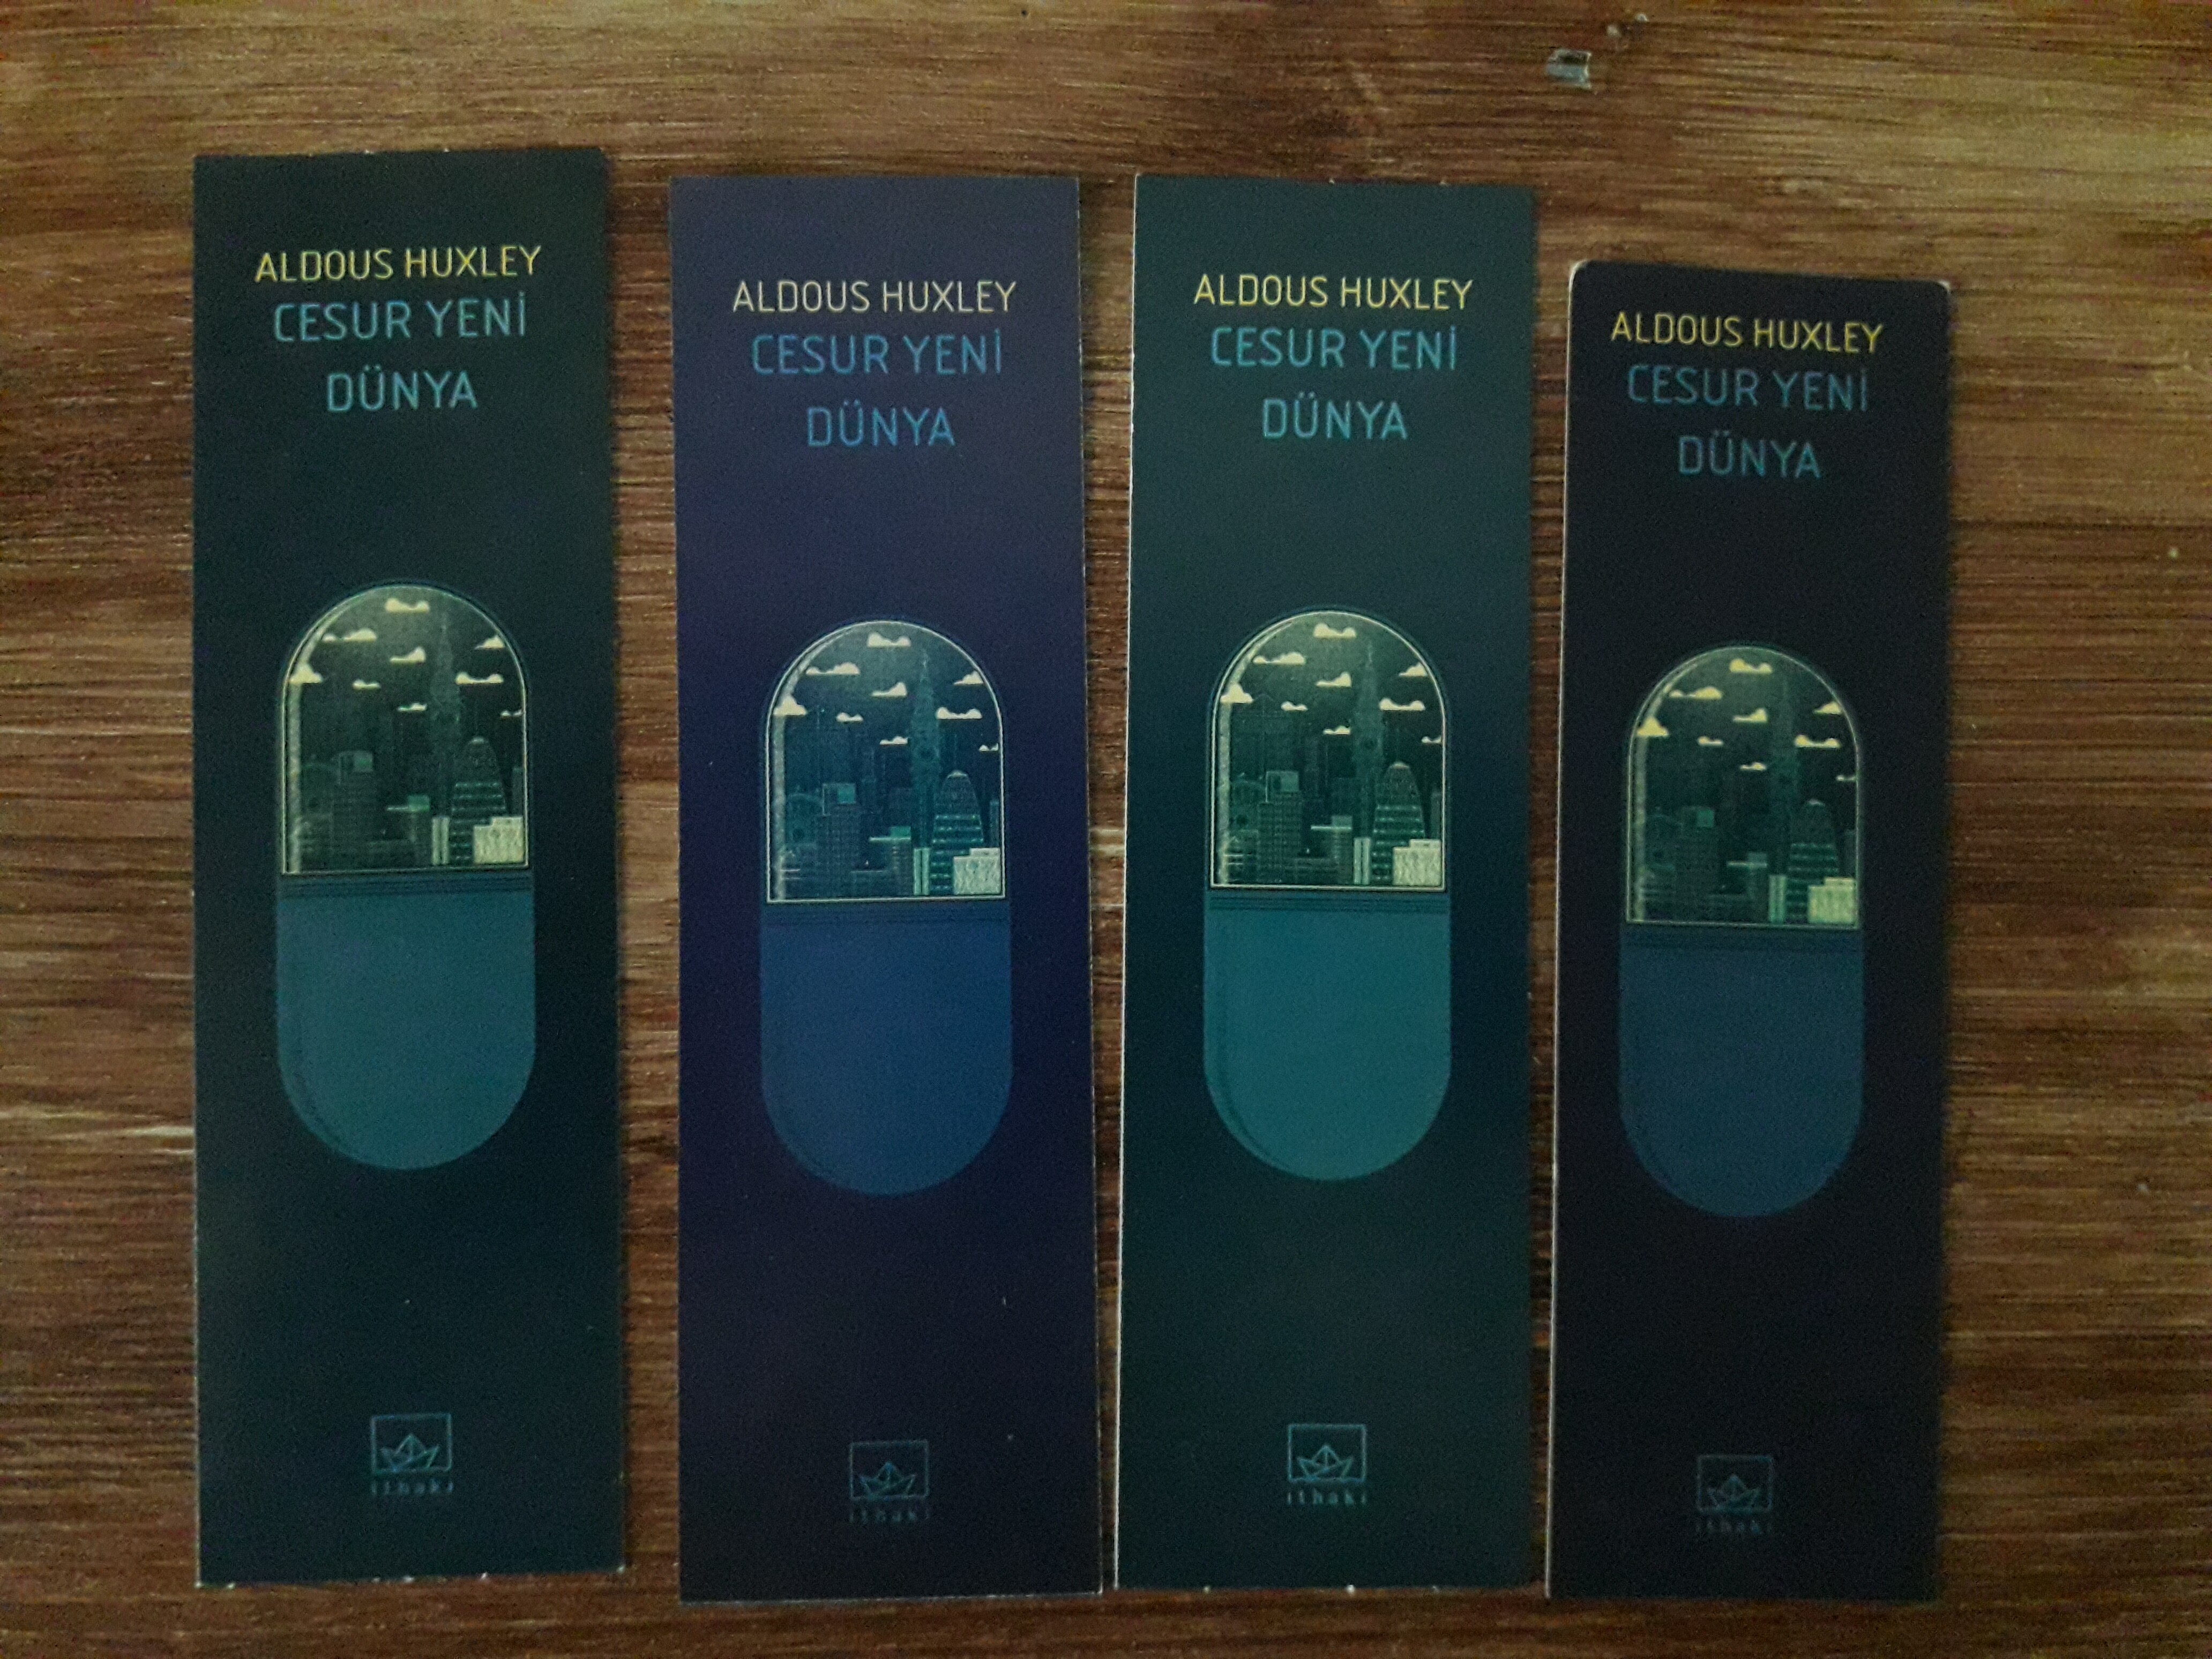 ALDOUS HUXLEY
CESUR YENİ
DÜNYA
ithaki
ALDOUS HUXLEY
CESUR YENİ
DÜNYA
ithaki
ALDOUS HUXLEY
CESUR YENİ
DÜNYA
ithaki
ALDOUS HUXLEY
CESUR YENİ
DÜNYA
ithaki